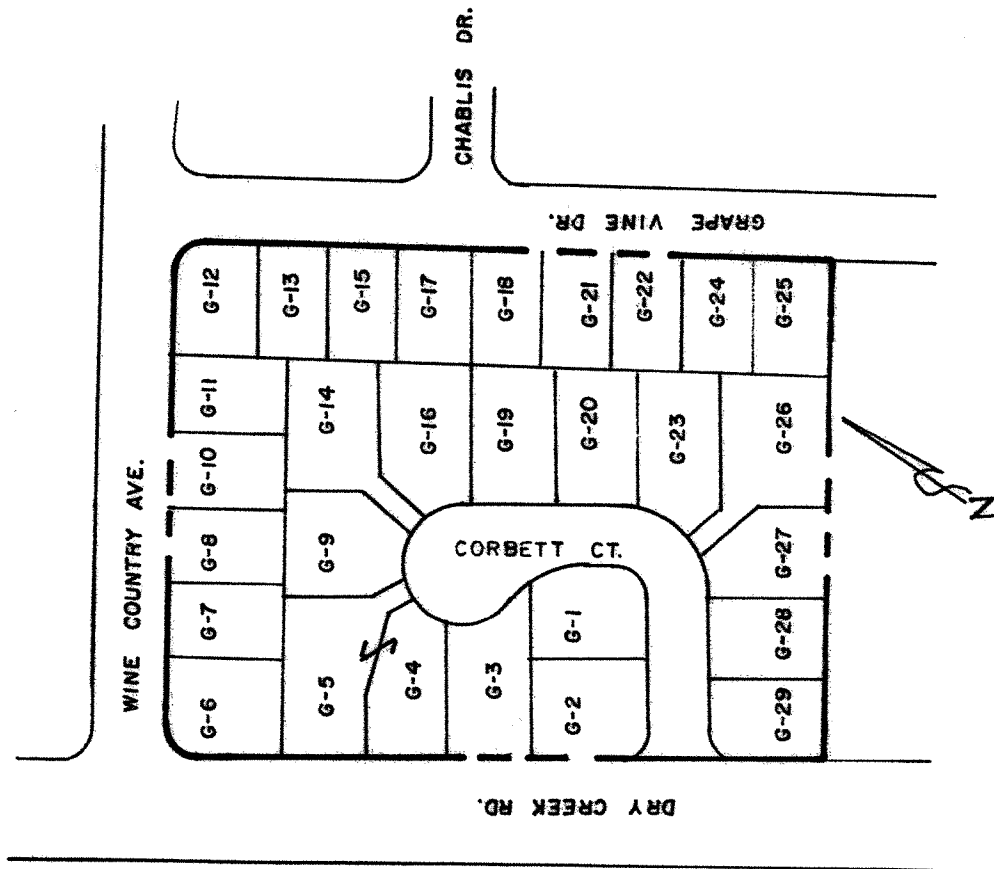 CHABLIS DR.
GRAPE VINE DR.
WINE COUNTRY AVE.
G-12
G-13
G-15
G-17
G-18
G-21
G-22
G-24
G-25
G-11
G-14
G-16
G-19
G-20
G-23
G-26
G-10
G-8
G-9
CORBETT CT.
G-27
G-7
G-1
G-28
G-6
G-5
G-4
G-3
G-2
G-29
DRY CREEK RD.
N